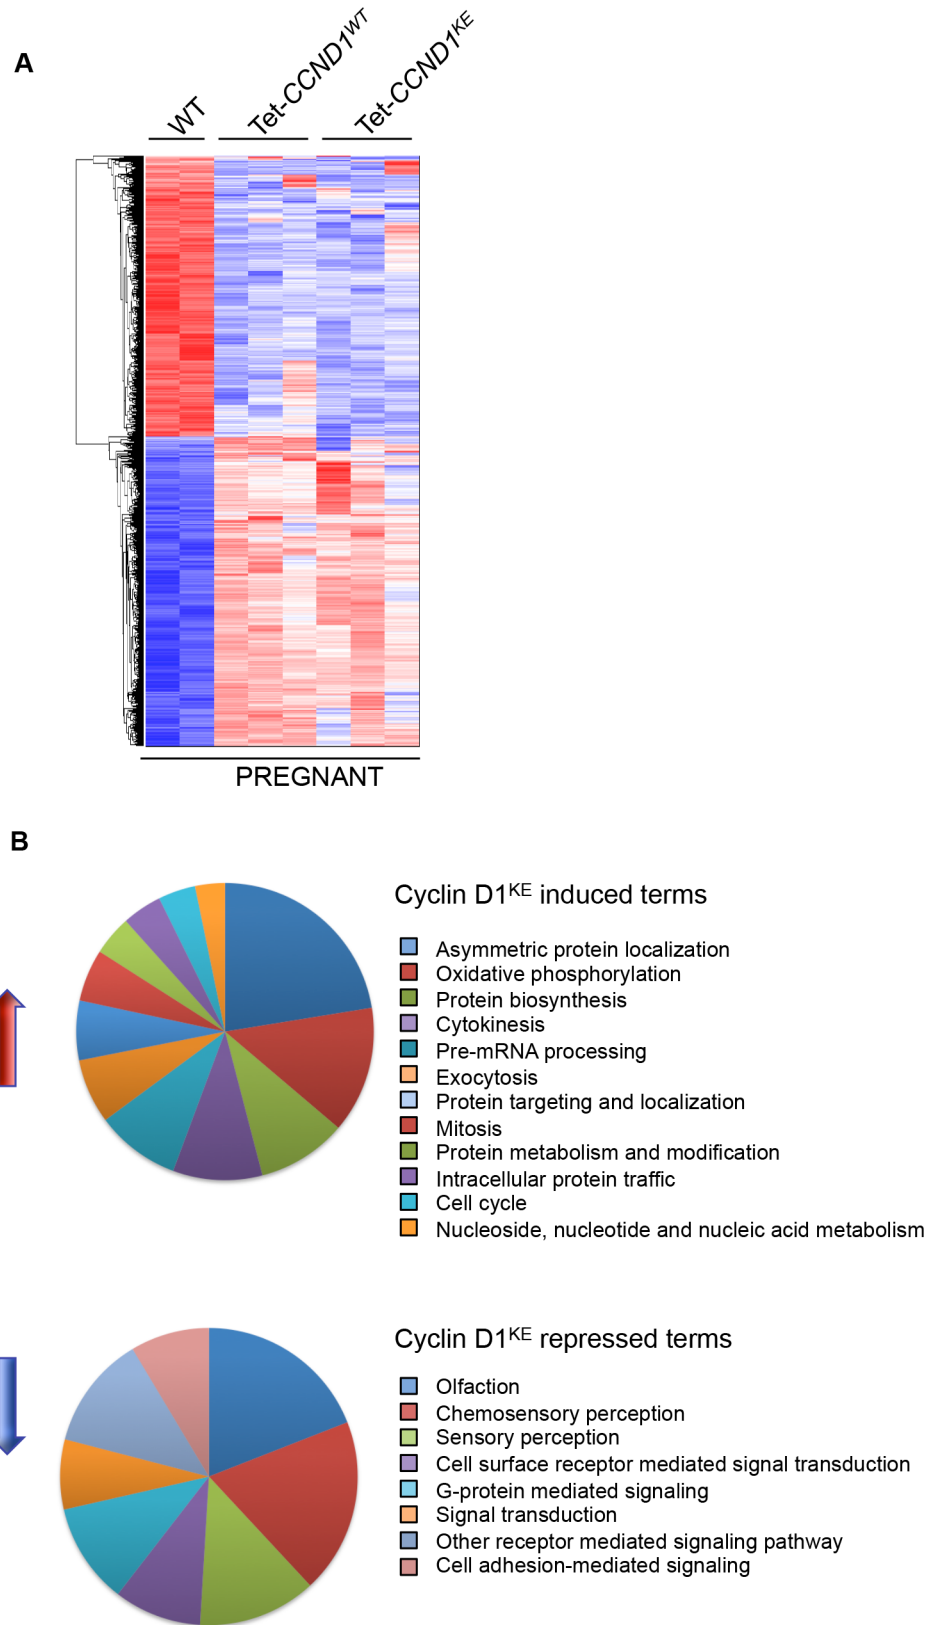 A
WT
Tet-CCND1WT
Tet-CCND1KE
PREGNANT
B
Cyclin D1KE induced terms
Asymmetric protein localization
Oxidative phosphorylation
Protein biosynthesis
Cytokinesis
Pre-mRNA processing
Exocytosis
Protein targeting and localization
Mitosis
Protein metabolism and modification
Intracellular protein traffic
Cell cycle
Nucleoside, nucleotide and nucleic acid metabolism
Cyclin D1KE repressed terms
Olfaction
Chemosensory perception
Sensory perception
Cell surface receptor mediated signal transduction
G-protein mediated signaling
Signal transduction
Other receptor mediated signaling pathway
Cell adhesion-mediated signaling